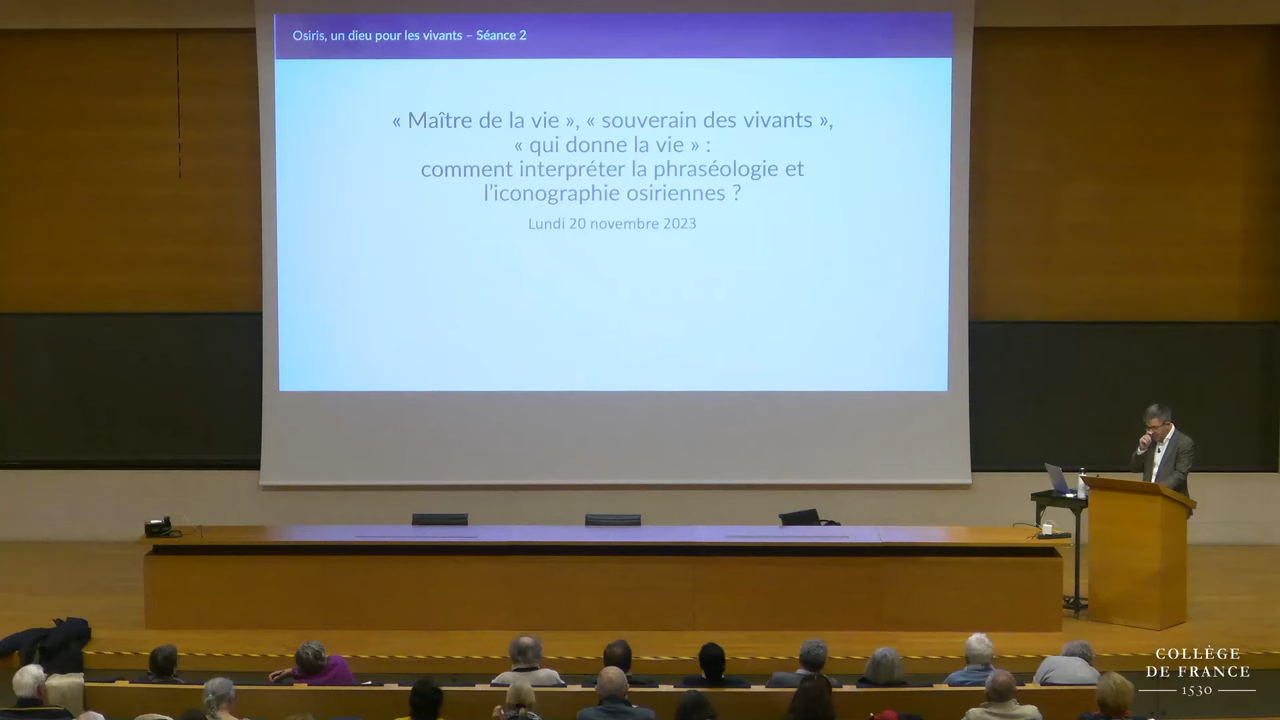 Osiris, un dieu pour les vivants – Séance 2
« Maître de la vie », « souverain des vivants »,
« qui donne la vie » :
comment interpréter la phraséologie et
l’iconographie osiriennes ?
Lundi 20 novembre 2023
COLLÈGE
DE FRANCE
1530